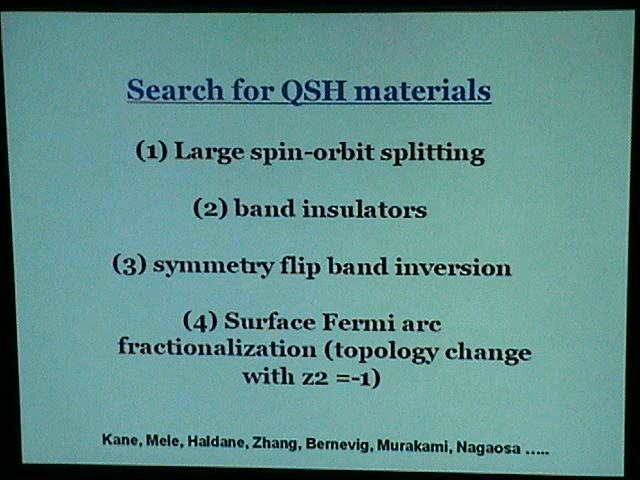 Search for QSH materials
(1) Large spin-orbit splitting
(2) band insulators
(3) symmetry flip band inversion
(4) Surface Fermi arc
fractionalization (topology change
with z2 =-1)
Kane, Mele, Haldane, Zhang, Bernevig, Murakami, Nagaosa .....